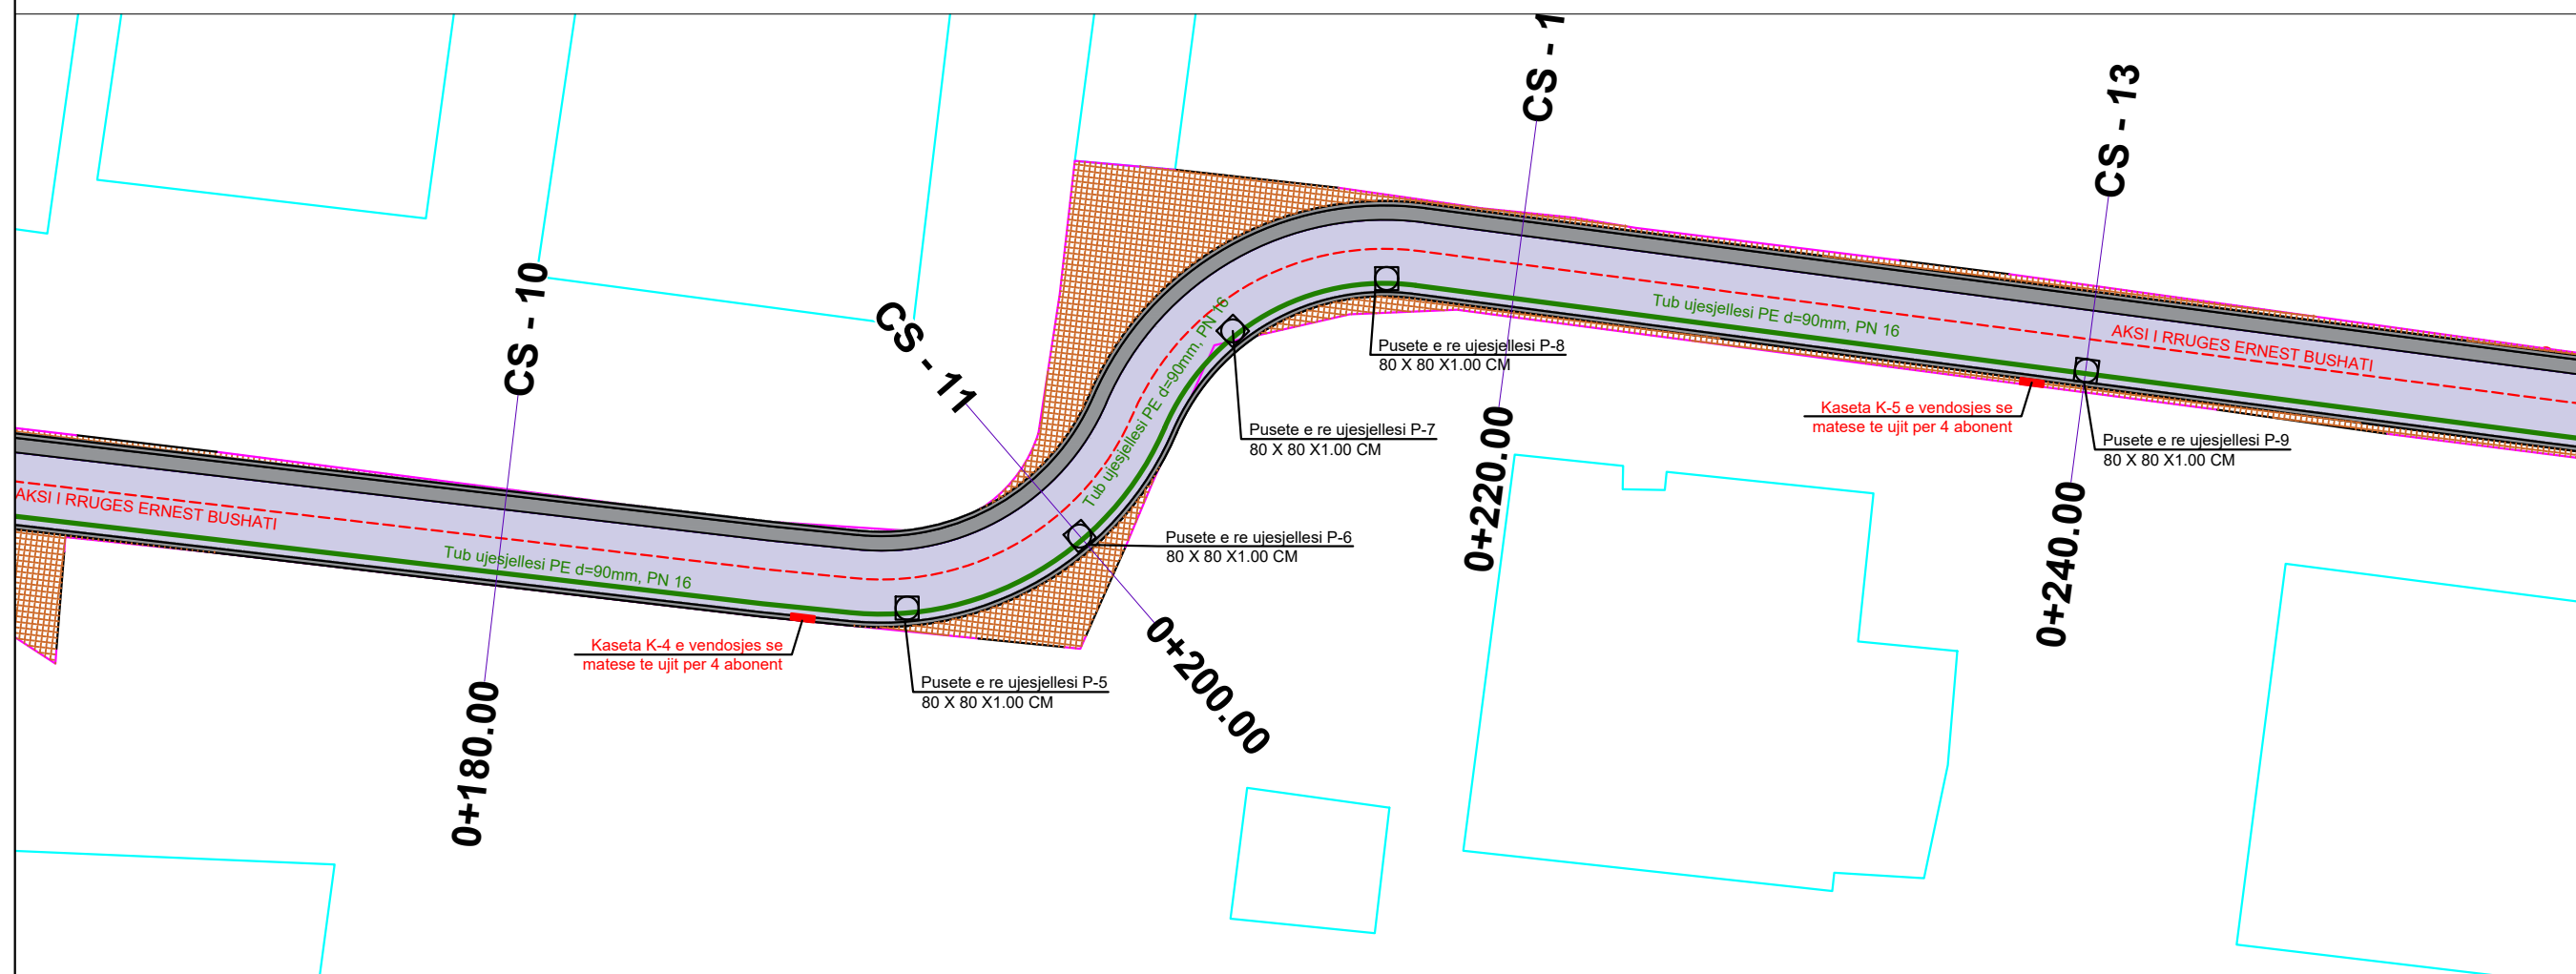 CS - 10
CS - 11
CS - 1
CS - 13
AKSI I RRUGES ERNEST BUSHATI
Tub ujesjellesi PE d=90mm, PN 16
Tub ujesjellesi PE d=90mm, PN 16
Tub ujesjellesi PE d=90mm, PN 16
AKSI I RRUGES ERNEST BUSHATI
Pusete e re ujesjellesi P-8
80 X 80 X1.00 CM
Pusete e re ujesjellesi P-7
80 X 80 X1.00 CM
Kaseta K-5 e vendosjes se
matese te ujit per 4 abonent
Pusete e re ujesjellesi P-9
80 X 80 X1.00 CM
Pusete e re ujesjellesi P-6
80 X 80 X1.00 CM
Kaseta K-4 e vendosjes se
matese te ujit per 4 abonent
Pusete e re ujesjellesi P-5
80 X 80 X1.00 CM
0+180.00
0+200.00
0+220.00
0+240.00